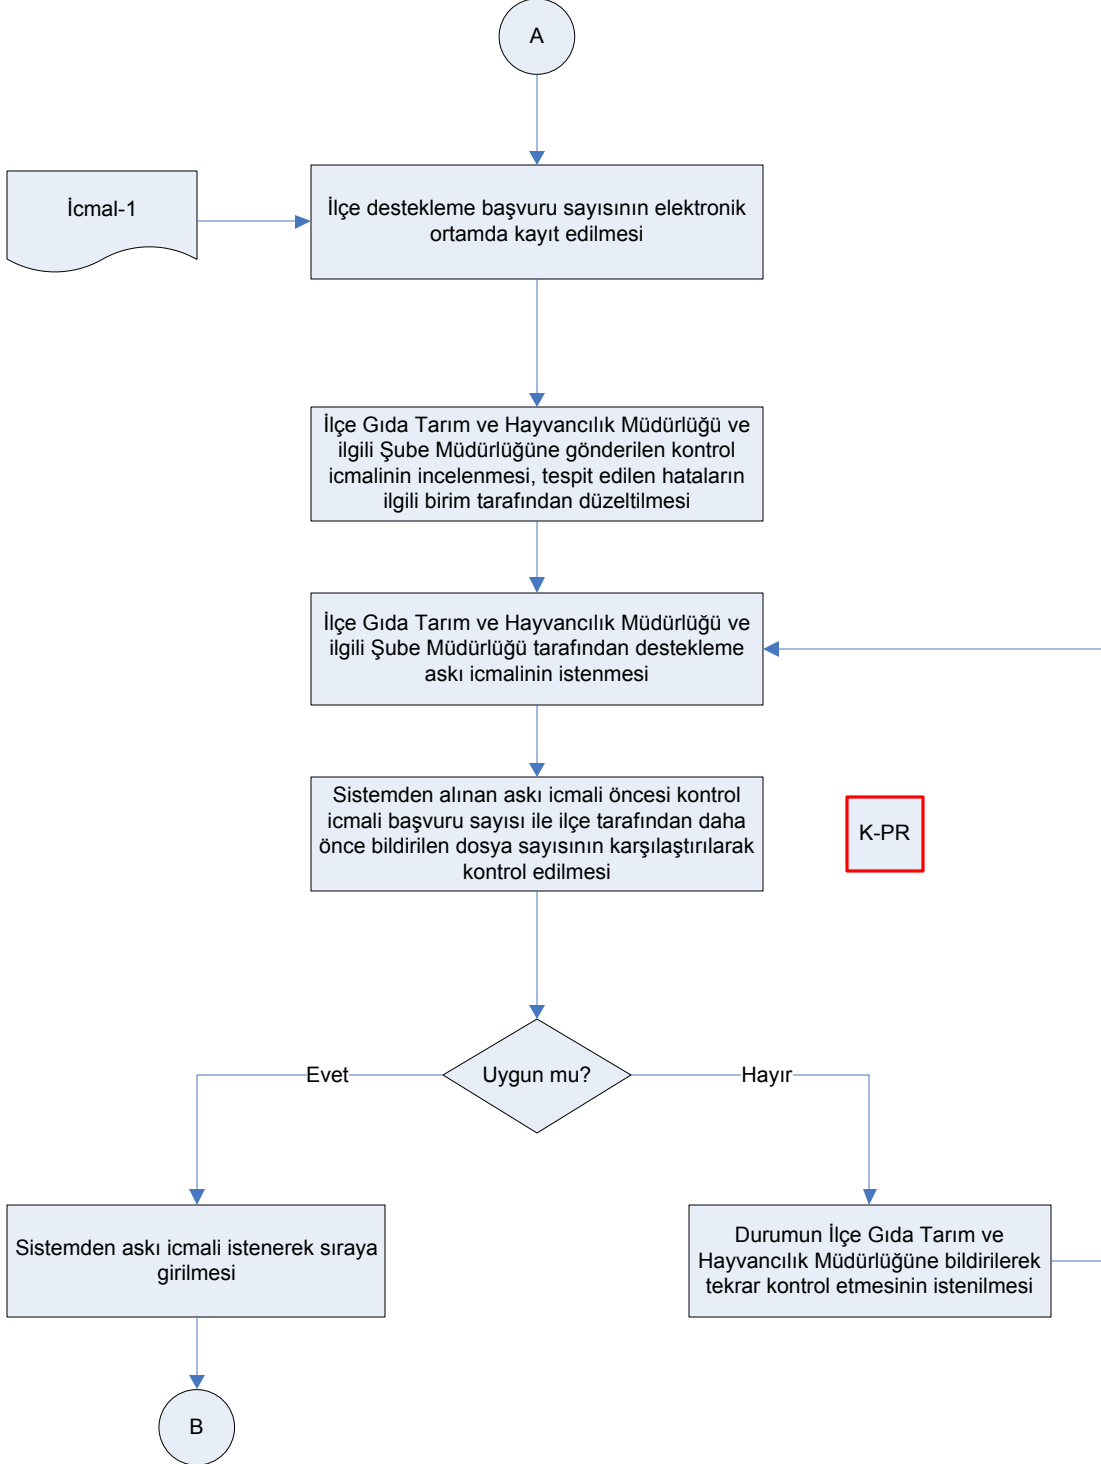 A
İcmal-1
İlçe destekleme başvuru sayısının elektronik
ortamda kayıt edilmesi
İlçe Gıda Tarım ve Hayvancılık Müdürlüğü ve
ilgili Şube Müdürlüğüne gönderilen kontrol
icmalinin incelenmesi, tespit edilen hataların
ilgili birim tarafından düzeltilmesi
İlçe Gıda Tarım ve Hayvancılık Müdürlüğü ve
ilgili Şube Müdürlüğü tarafından destekleme
askı icmalinin istenmesi
Sistemden alınan askı icmali öncesi kontrol
icmali başvuru sayısı ile ilçe tarafından daha
önce bildirilen dosya sayısının karşılaştırılarak
kontrol edilmesi
K-PR
Uygun mu?
Evet
Hayır
Sistemden askı icmali istenerek sıraya
girilmesi
Durumun İlçe Gıda Tarım ve
Hayvancılık Müdürlüğüne bildirilerek
tekrar kontrol etmesinin istenilmesi
B